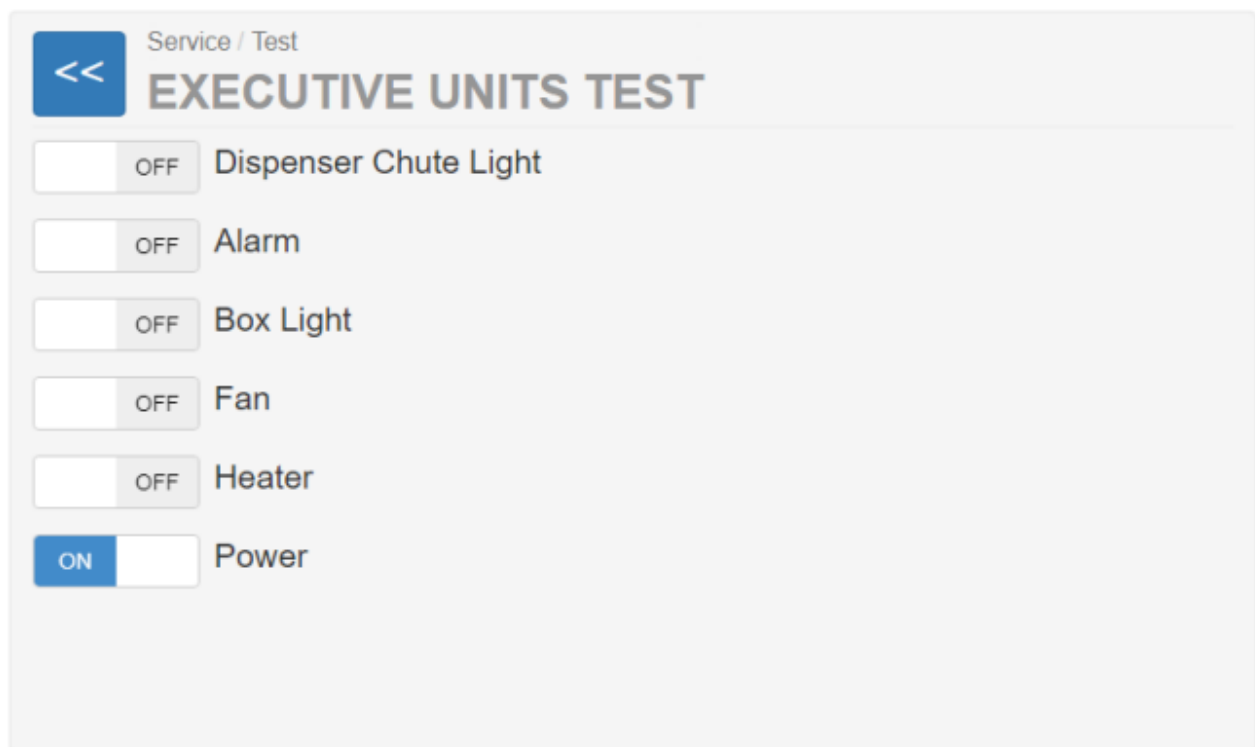 <<
Service / Test
EXECUTIVE UNITS TEST
OFF Dispenser Chute Light
OFF Alarm
OFF Box Light
OFF Fan
OFF Heater
ON Power